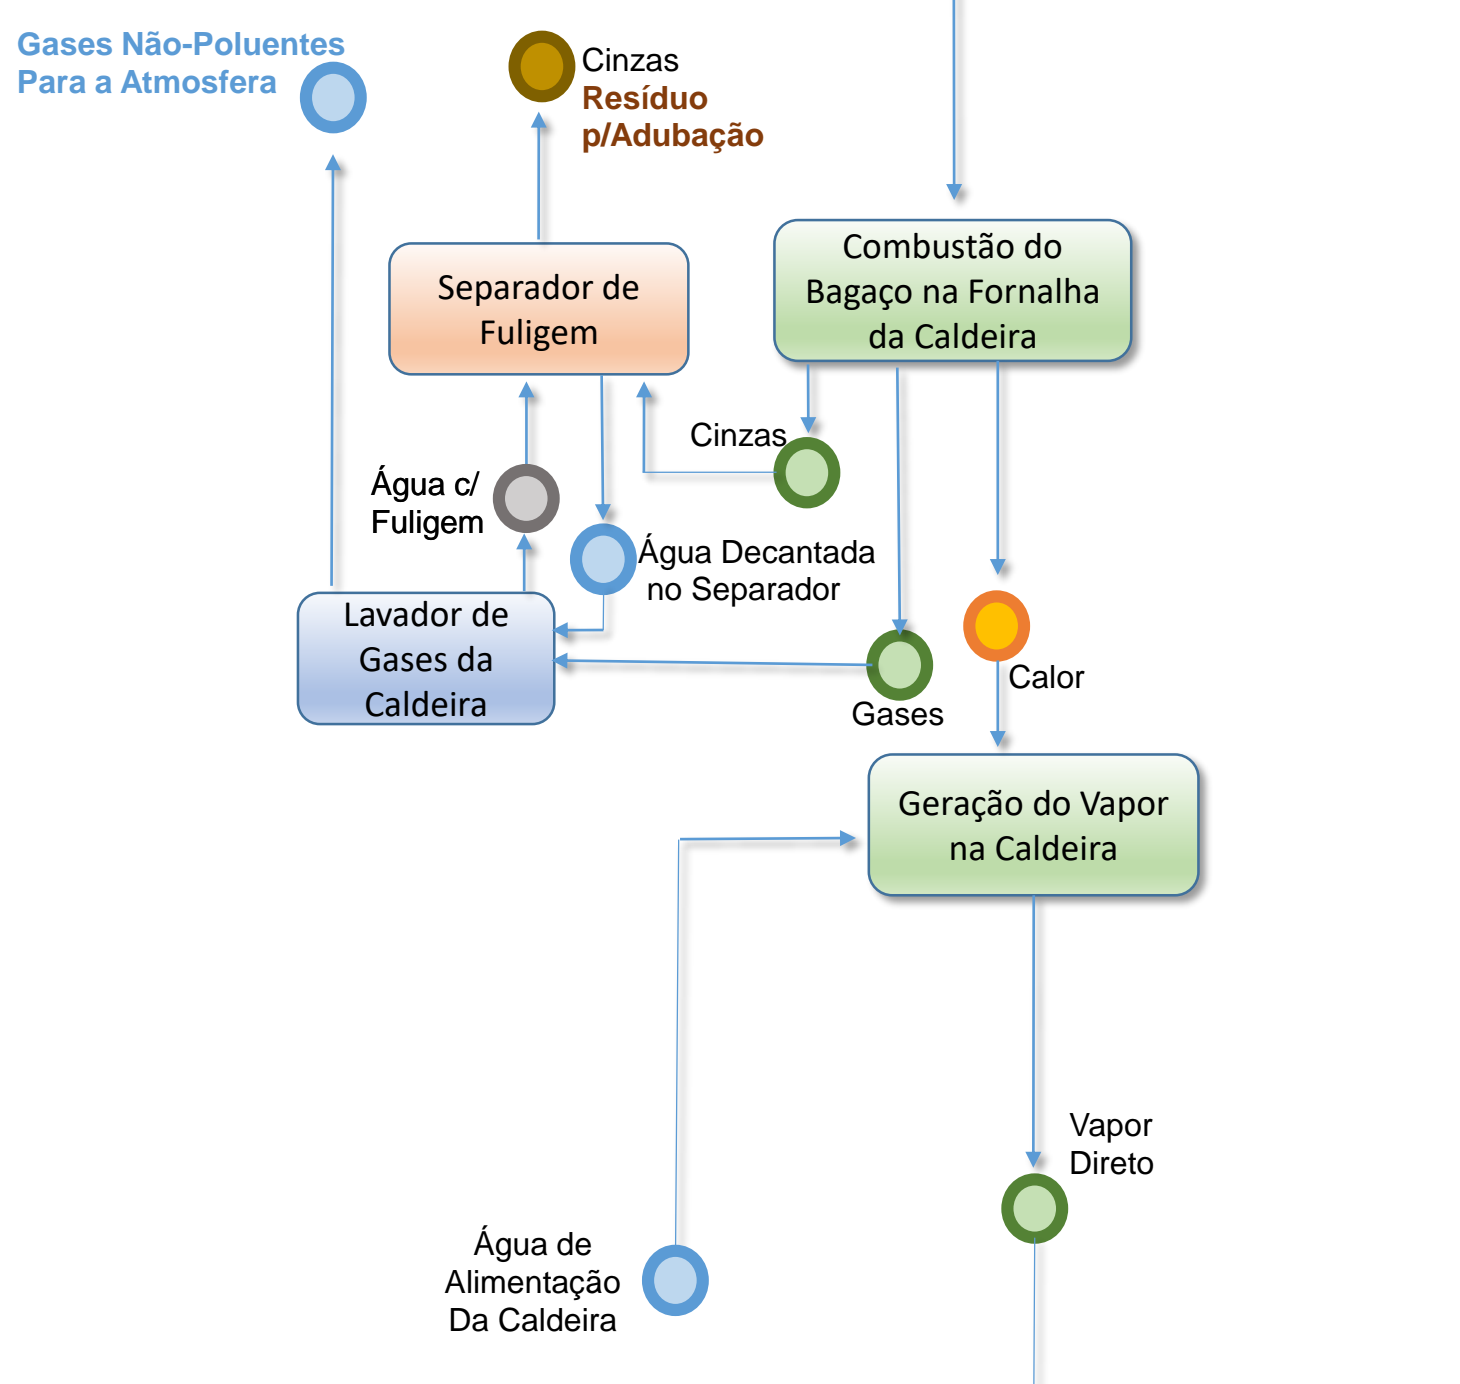 Gases Não-Poluentes
Para a Atmosfera
Cinzas
Resíduo
p/Adubação
Combustão do
Bagaço na Fornalha
da Caldeira
Separador de
Fuligem
Cinzas
Água c/
Fuligem
Água Decantada
no Separador
Lavador de
Gases da
Caldeira
Gases
Calor
Geração do Vapor
na Caldeira
Vapor
Direto
Água de
Alimentação
Da Caldeira